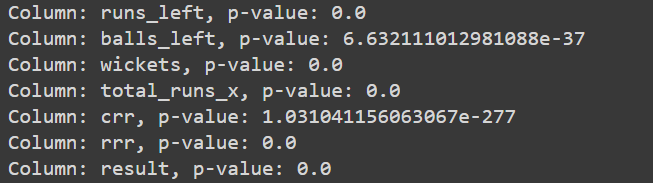 Column: runs_left, p-value: 0.0
Column: balls_left, p-value: 6.632111012981088e-37
Column: wickets, p-value: 0.0
Column: total_runs_x, p-value: 0.0
Column: crr, p-value: 1.031041156063067e-277
Column: rrr, p-value: 0.0
Column: result, p-value: 0.0